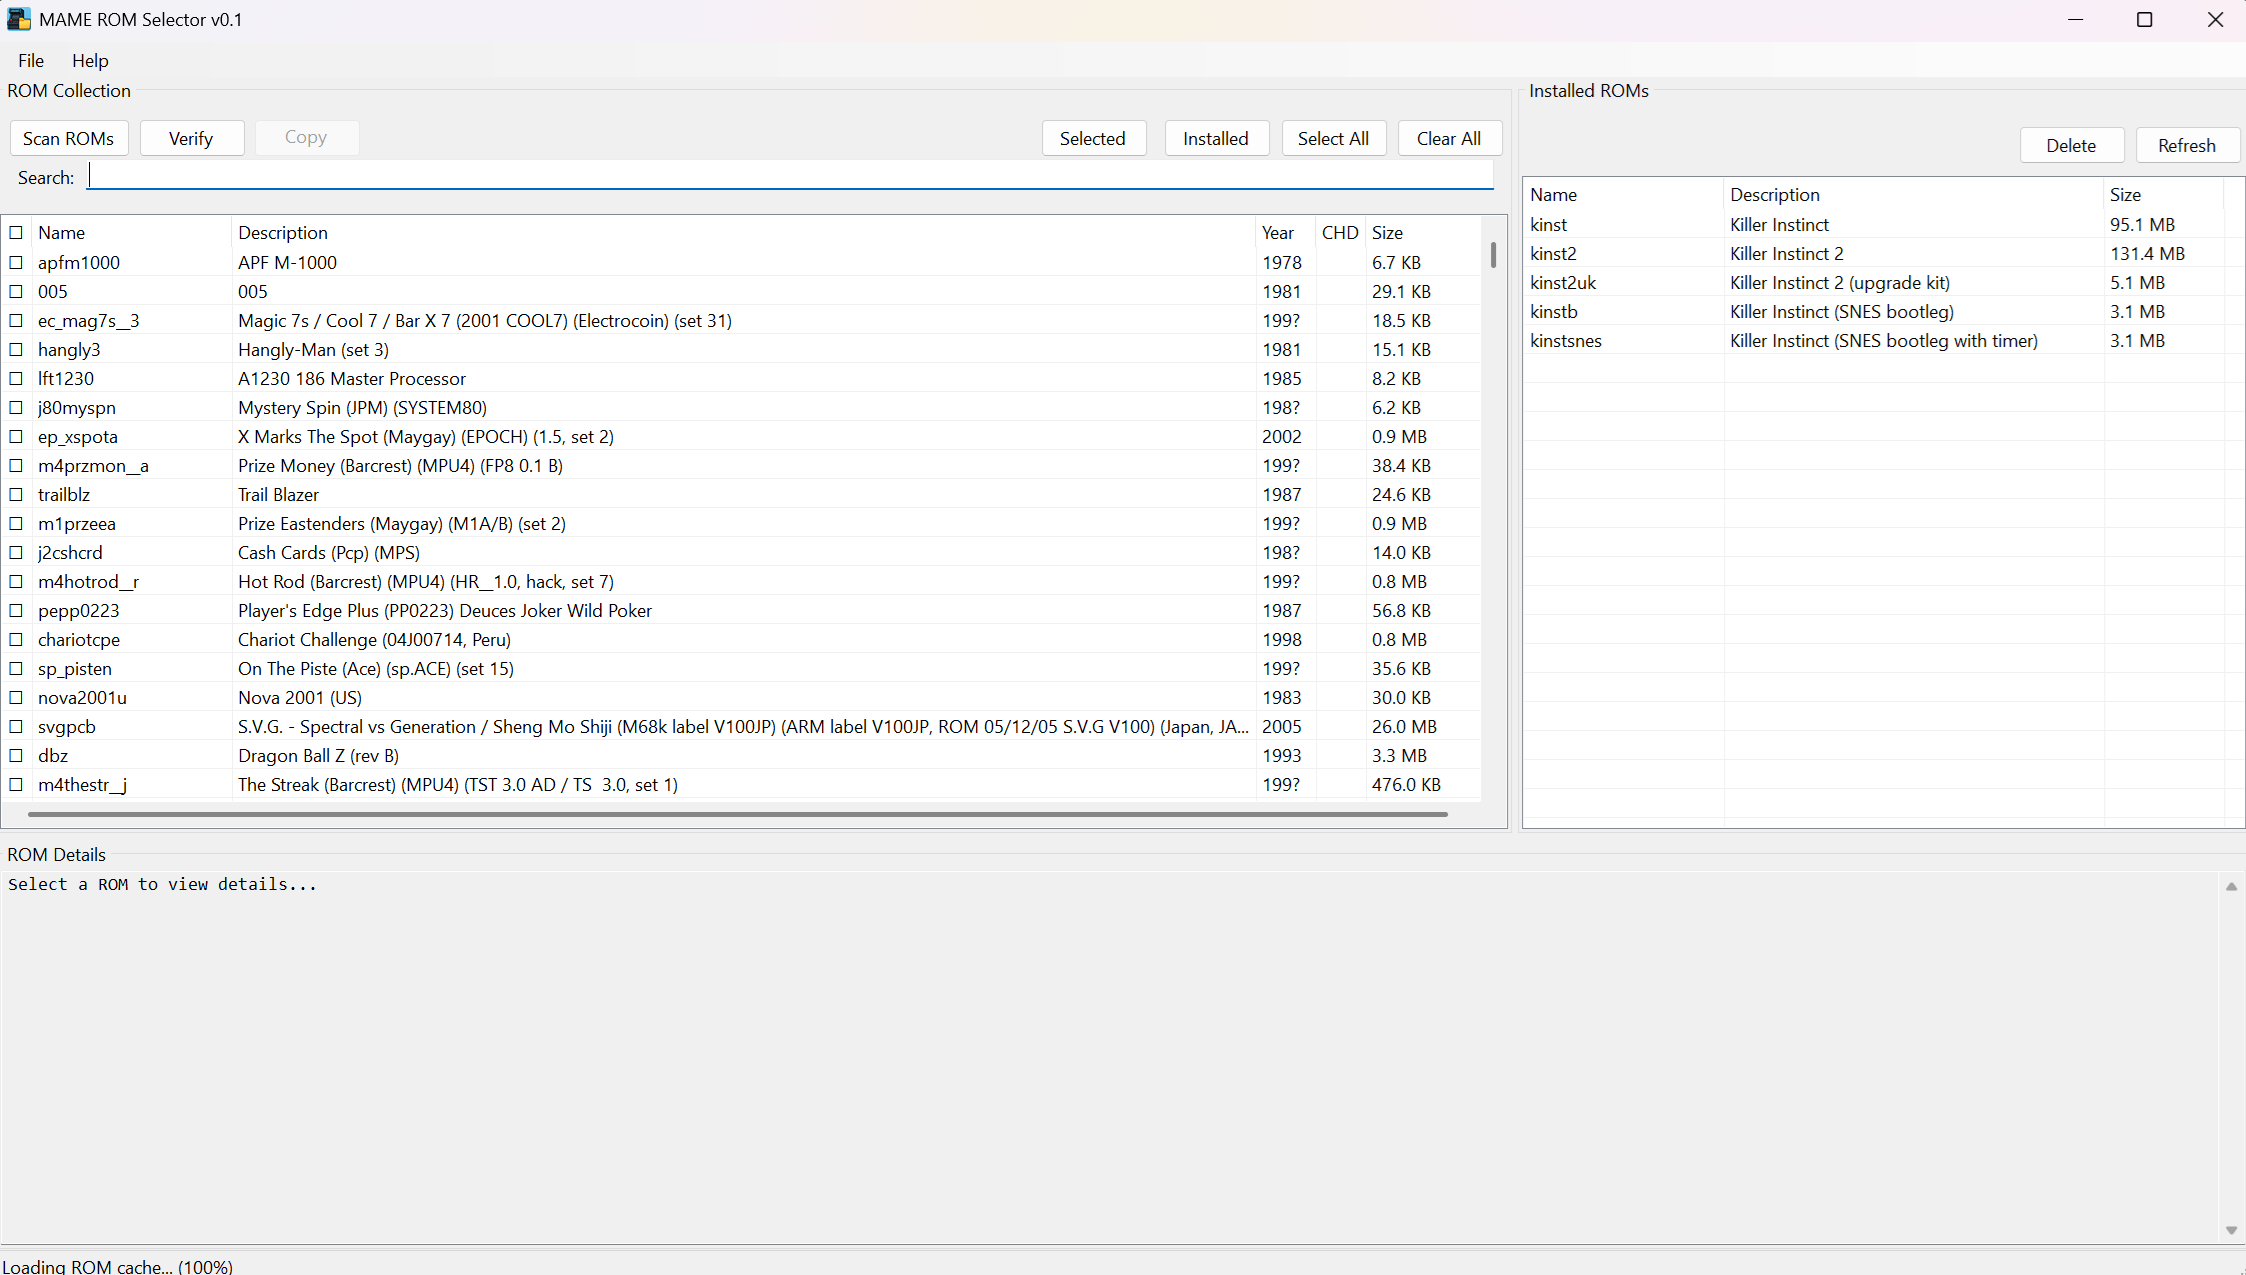 MAME ROM Selector v0.1
File Help
ROM Collection
Scan ROMs Verify Copy Selected Installed Select All Clear All
Search:
Name Description Year CHD Size
apfm1000 APF M-1000 1978 6.7 KB
005 005 1981 29.1 KB
ec_mag7s__3 Magic 7s / Cool 7 / Bar X 7 (2001 COOL7) (Electrocoin) (set 31) 199? 18.5 KB
hangly3 Hangly-Man (set 3) 1981 15.1 KB
lft1230 A1230 186 Master Processor 1985 8.2 KB
j80myspn Mystery Spin (JPM) (SYSTEM80) 198? 6.2 KB
ep_xspota X Marks The Spot (Maygay) (EPOCH) (1.5, set 2) 2002 0.9 MB
m4przmon__a Prize Money (Barcrest) (MPU4) (FP8 0.1 B) 199? 38.4 KB
trailblz Trail Blazer 1987 24.6 KB
m1przeea Prize Eastenders (Maygay) (M1A/B) (set 2) 199? 0.9 MB
j2cshcrd Cash Cards (Pcp) (MPS) 198? 14.0 KB
m4hotrod__r Hot Rod (Barcrest) (MPU4) (HR__1.0, hack, set 7) 199? 0.8 MB
pepp0223 Player's Edge Plus (PP0223) Deuces Joker Wild Poker 1987 56.8 KB
chariotcpe Chariot Challenge (04J00714, Peru) 1998 0.8 MB
sp_pisten On The Piste (Ace) (sp.ACE) (set 15) 199? 35.6 KB
nova2001u Nova 2001 (US) 1983 30.0 KB
svgpcb S.V.G. - Spectral vs Generation / Sheng Mo Shiji (M68k label V100JP) (ARM label V100JP, ROM 05/12/05 S.V.G V100) (Japan, JA... 2005 26.0 MB
dbz Dragon Ball Z (rev B) 1993 3.3 MB
m4thestr__j The Streak (Barcrest) (MPU4) (TST 3.0 AD / TS  3.0, set 1) 199? 476.0 KB
Installed ROMs
Delete Refresh
Name Description Size
kinst Killer Instinct 95.1 MB
kinst2 Killer Instinct 2 131.4 MB
kinst2uk Killer Instinct 2 (upgrade kit) 5.1 MB
kinstb Killer Instinct (SNES bootleg) 3.1 MB
kinstsnes Killer Instinct (SNES bootleg with timer) 3.1 MB
ROM Details
Select a ROM to view details...
Loading ROM cache... (100%)